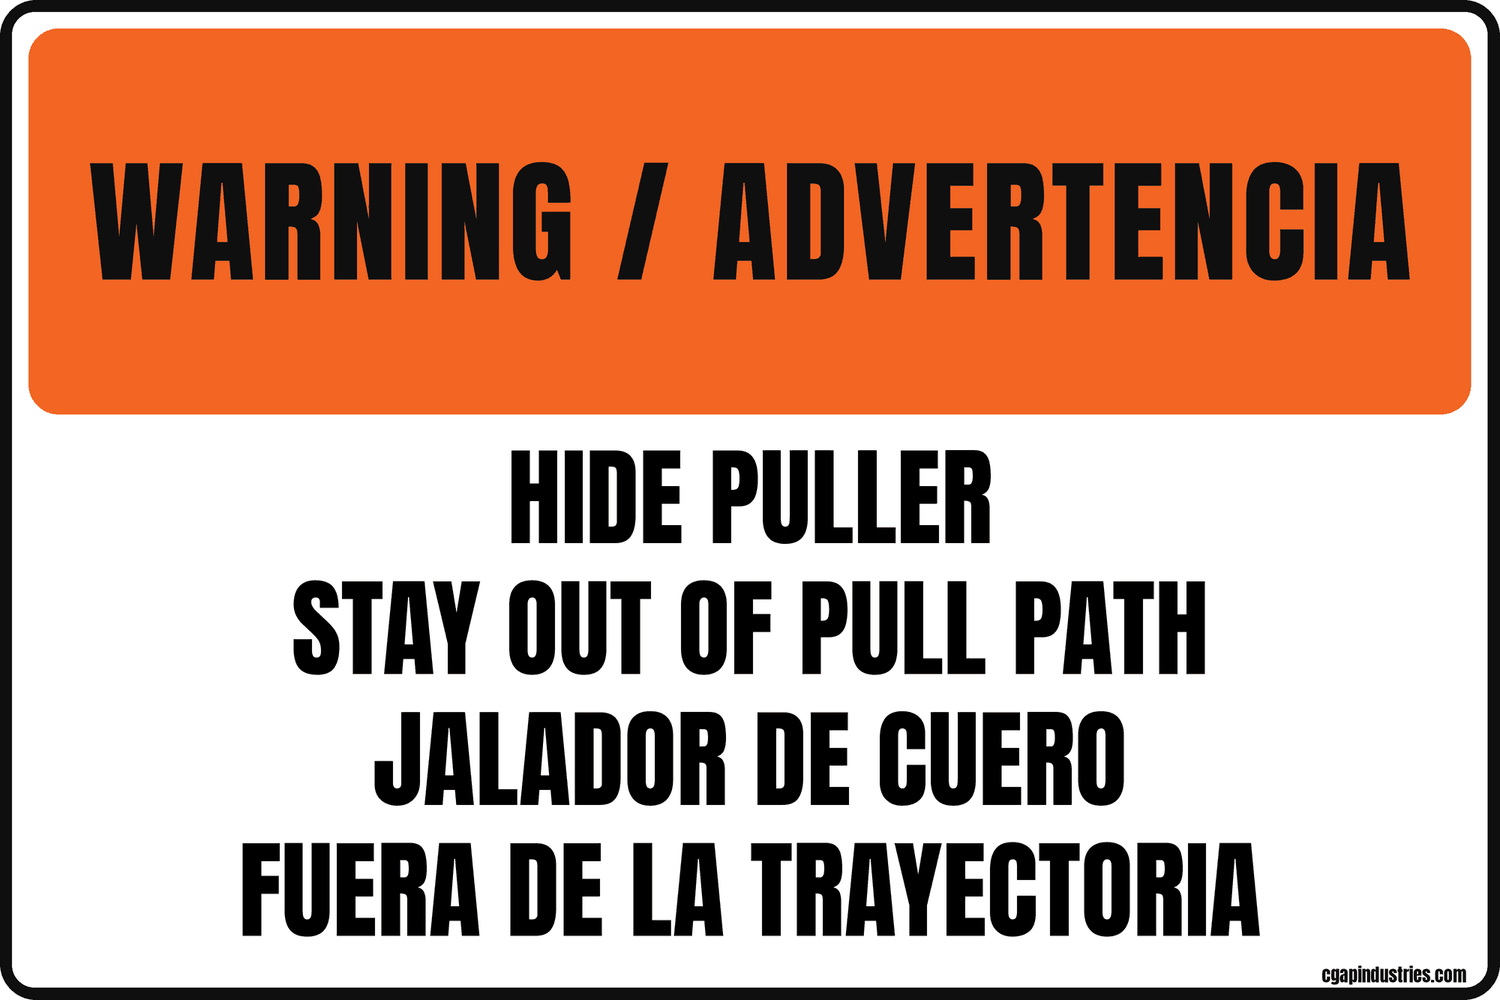 WARNING / ADVERTENCIA
HIDE PULLER
STAY OUT OF PULL PATH
JALADOR DE CUERO
FUERA DE LA TRAYECTORIA
cgapindustries.com